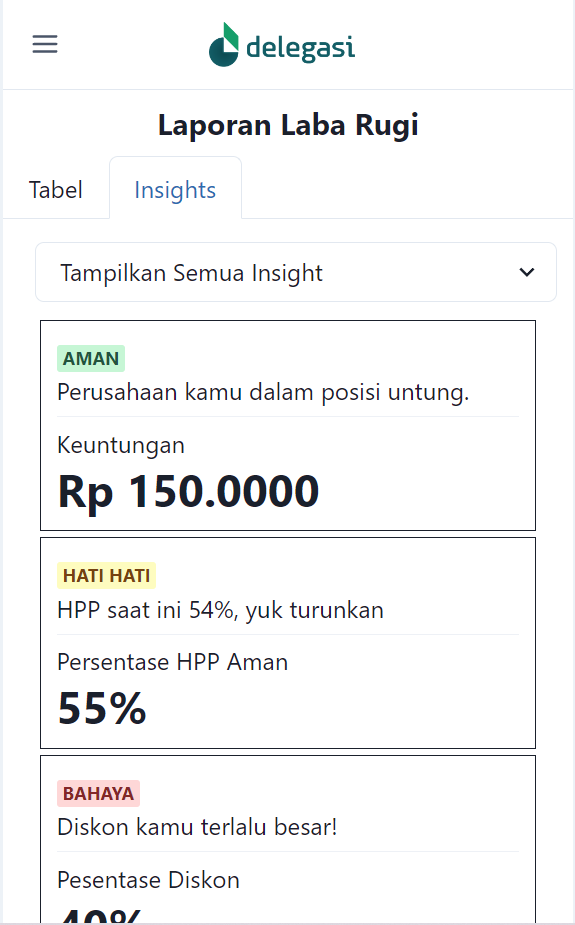 delegasi
Laporan Laba Rugi
Tabel
Insights
Tampilkan Semua Insight
AMAN
Perusahaan kamu dalam posisi untung.
Keuntungan
Rp 150.0000
HATI HATI
HPP saat ini 54%, yuk turunkan
Persentase HPP Aman
55%
BAHAYA
Diskon kamu terlalu besar!
Pesentase Diskon
40%